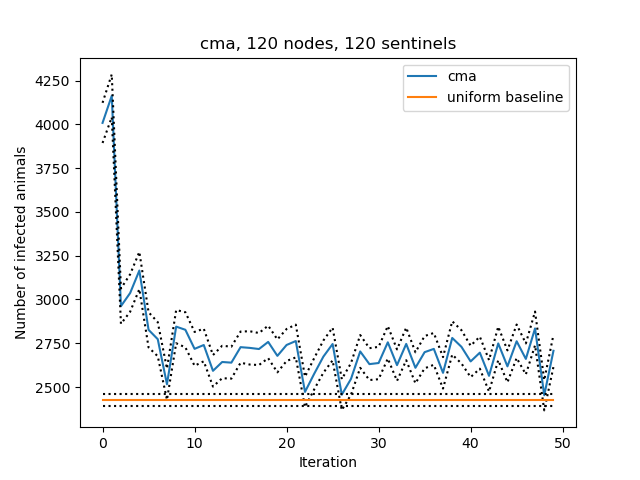 cma, 120 nodes, 120 sentinels
cma
uniform baseline
Number of infected animals
4250
4000
3750
3500
3250
3000
2750
2500
0 10 20 30 40 50
Iteration